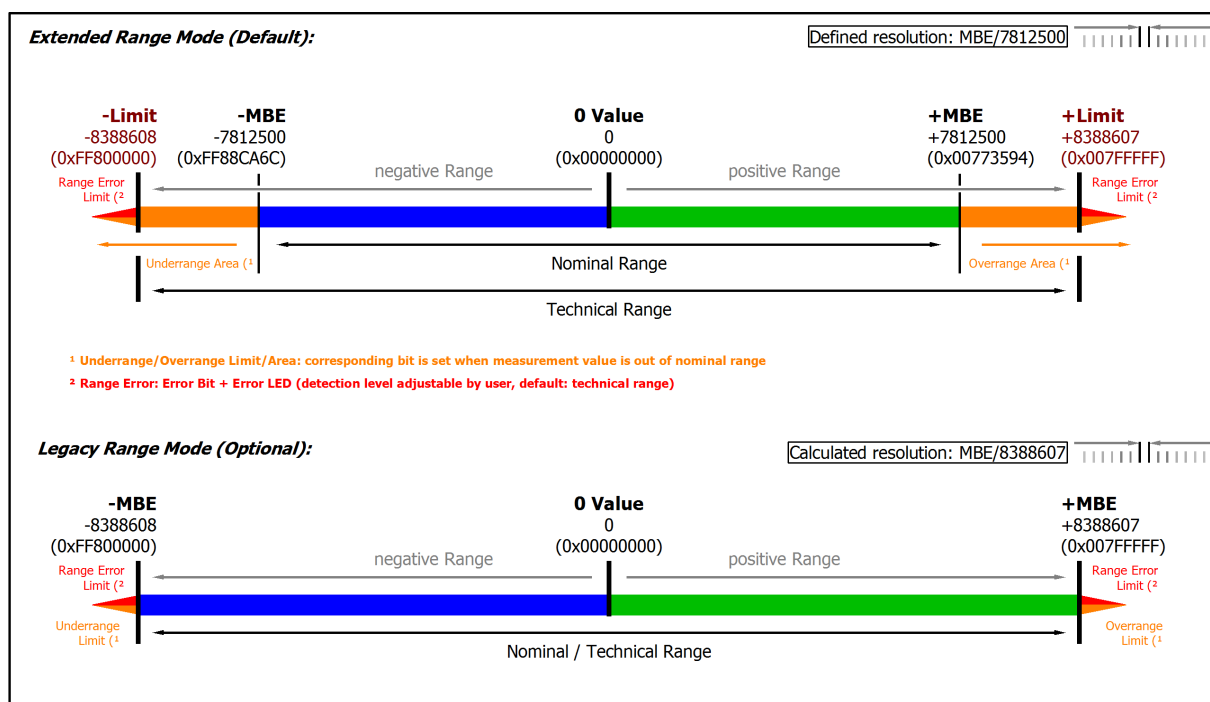 Extended Range Mode (Default):
Defined resolution: MBE/7812500
-Limit
-8388608
(0xFF800000)
-MBE
-7812500
(0xFF88CA6C)
0 Value
0
(0x00000000)
+MBE
+7812500
(0x00773594)
+Limit
+8388607
(0x007FFFFF)
negative Range
positive Range
Range Error
Limit (²
Range Error
Limit (²
Underrange Area (¹
Nominal Range
Overrange Area (¹
Technical Range
¹ Underrange/Overrange Limit/Area: corresponding bit is set when measurement value is out of nominal range
² Range Error: Error Bit + Error LED (detection level adjustable by user, default: technical range)
Legacy Range Mode (Optional):
Calculated resolution: MBE/8388607
-MBE
-8388608
(0xFF800000)
0 Value
0
(0x00000000)
+MBE
+8388607
(0x007FFFFF)
negative Range
positive Range
Range Error
Limit (²
Range Error
Limit (²
Underrange
Limit (¹
Overrange
Limit (¹
Nominal / Technical Range